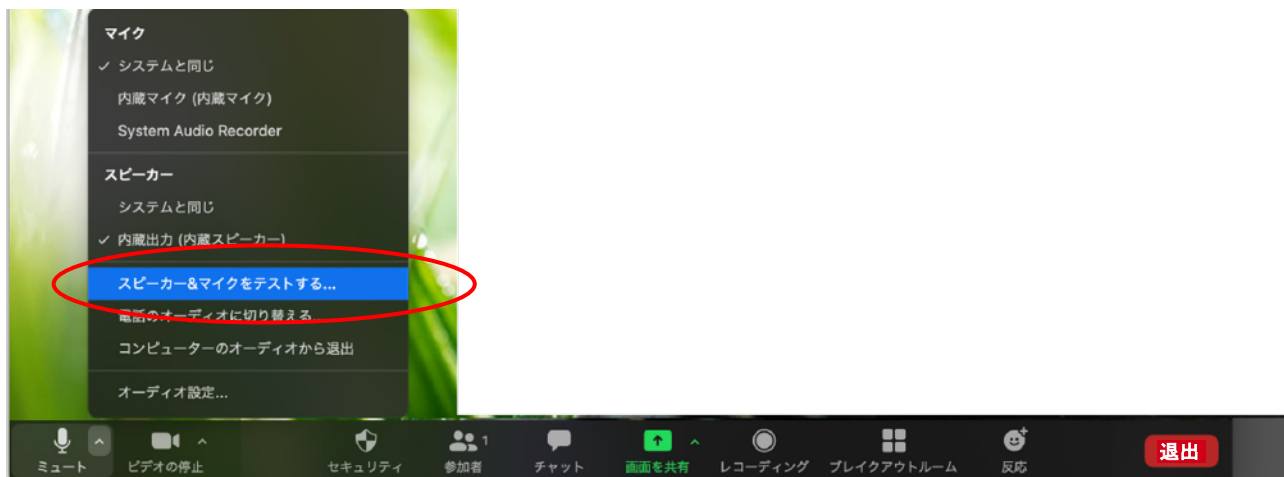 マイク
✓ システムと同じ
内蔵マイク (内蔵マイク)
System Audio Recorder
スピーカー
システムと同じ
✓ 内蔵出力 (内蔵スピーカー)
スピーカー&マイクをテストする...
電話のオーディオに切り替える...
コンピューターのオーディオから退出
オーディオ設定...
ミュート
ビデオの停止
セキュリティ
参加者 1
チャット
画面を共有
レコーディング
ブレイクアウトルーム
反応
退出